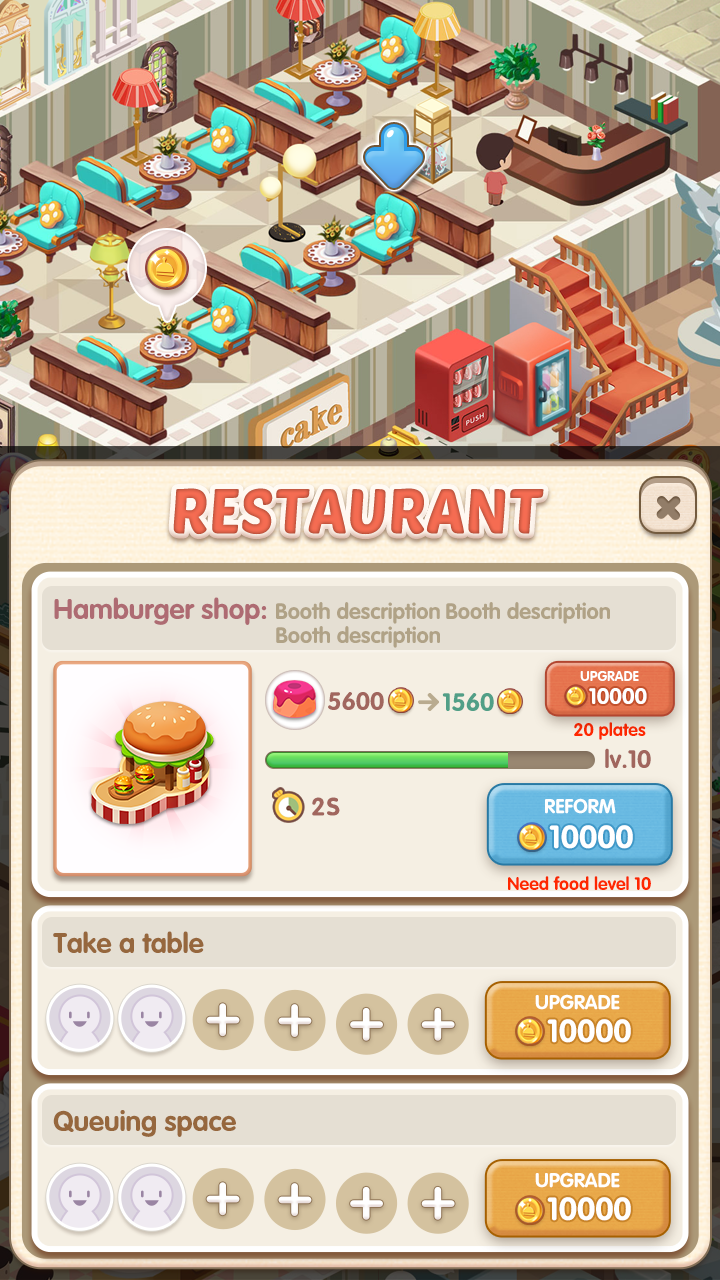 PUSH
cake
RESTAURANT
Hamburger shop: Booth description Booth description
Booth description
5600 → 1560
UPGRADE
10000
20 plates
lv.10
2S
REFORM
10000
Need food level 10
Take a table
UPGRADE
10000
Queuing space
UPGRADE
10000